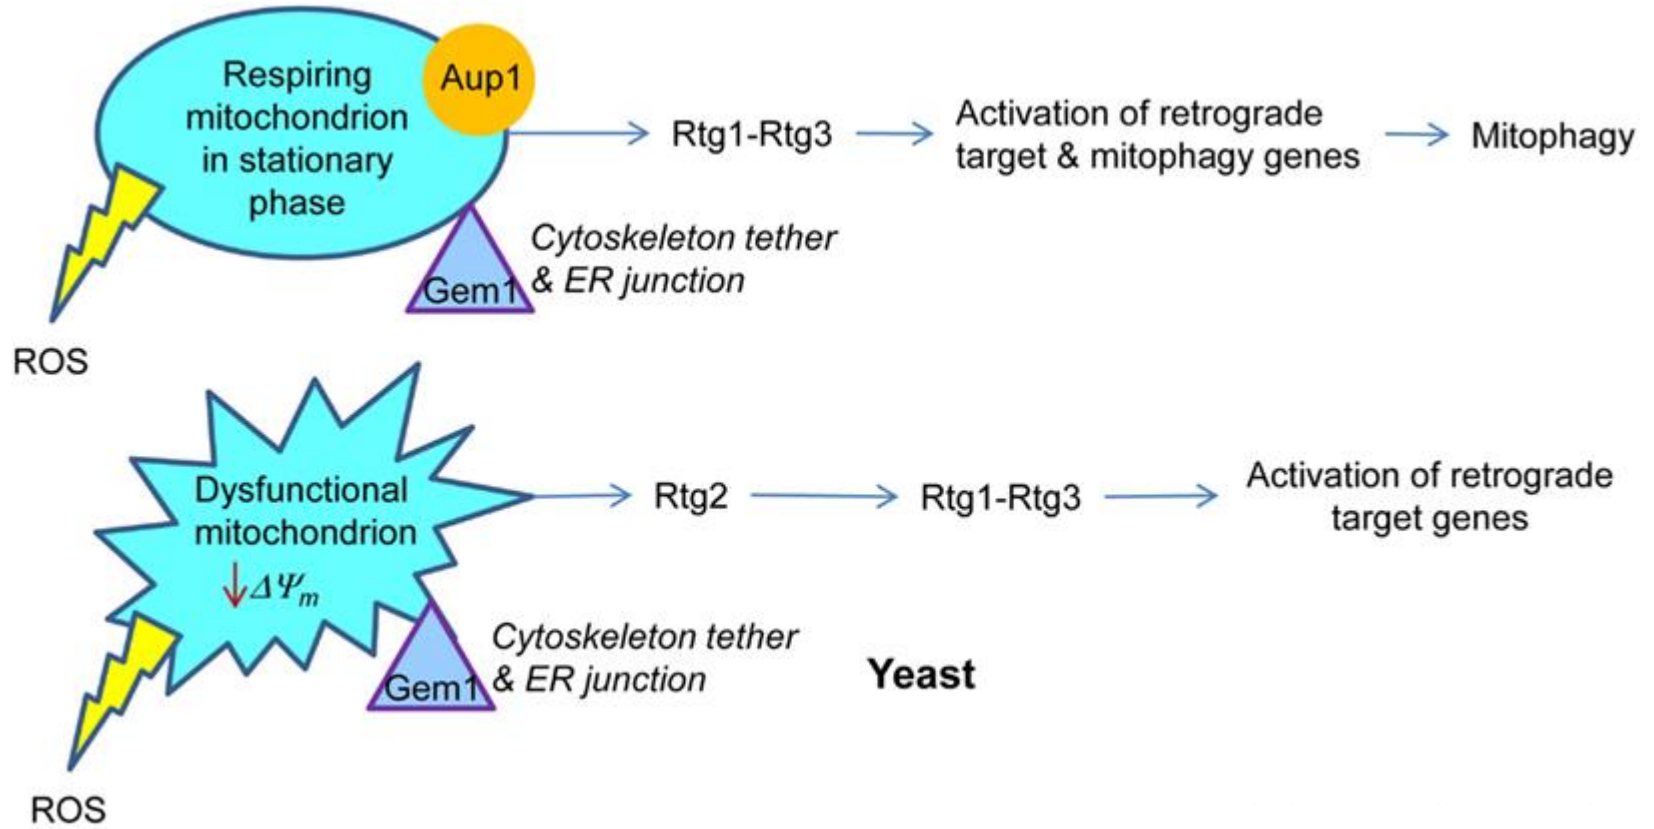 Respiring
mitochondrion
in stationary
phase
Aup1
Rtg1-Rtg3
Activation of retrograde
target & mitophagy genes
Mitophagy
Cytoskeleton tether
& ER junction
Gem1
ROS
Dysfunctional
mitochondrion
↓ΔΨm
Rtg2
Rtg1-Rtg3
Activation of retrograde
target genes
Cytoskeleton tether
& ER junction
Gem1
Yeast
ROS